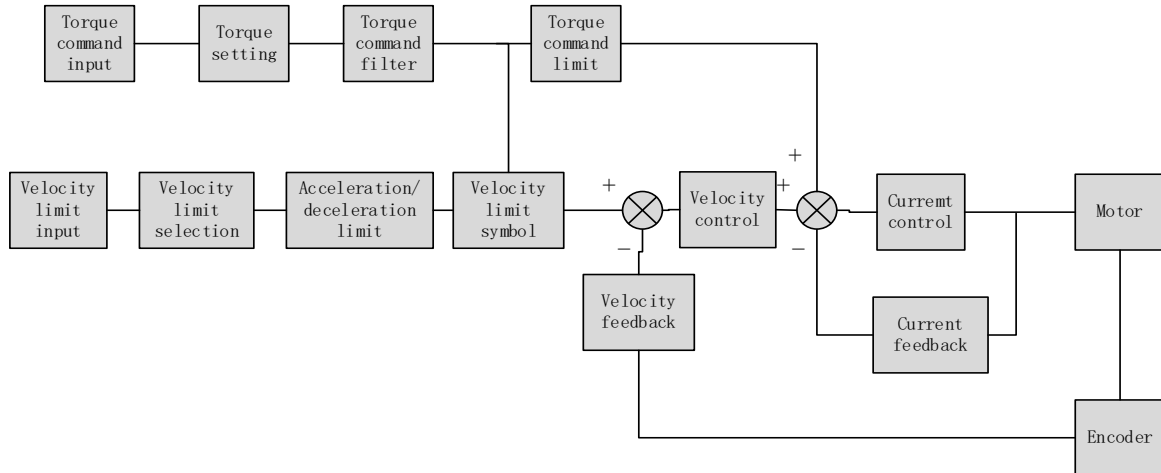 Torque
command
input
Torque
setting
Torque
command
filter
Torque
command
limit
Velocity
limit
input
Velocity
limit
selection
Acceleration/
deceleration
limit
Velocity
limit
symbol
+
−
Velocity
control
+
+
−
Curremt
control
Motor
Velocity
feedback
Current
feedback
Encoder